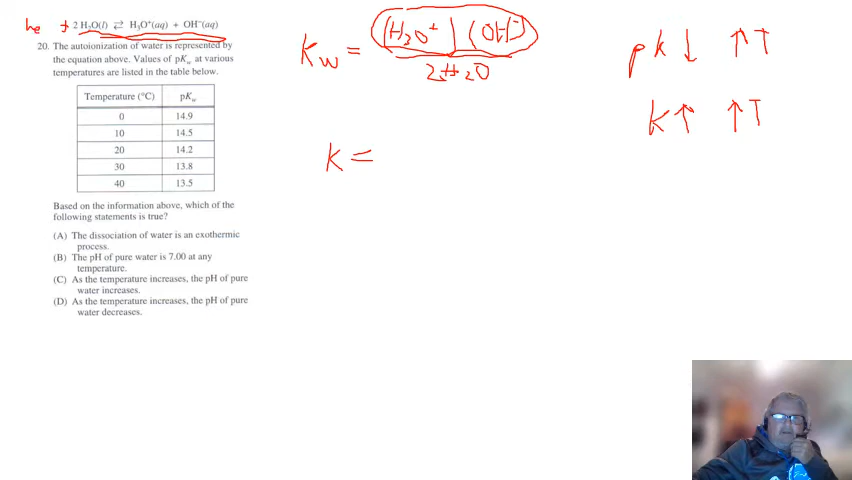 he + 2 H₂O(l) ⇄ H₃O⁺(aq) + OH⁻(aq)
20. The autoionization of water is represented by
the equation above. Values of pKw at various
temperatures are listed in the table below.
Temperature (°C) pKw
0 14.9
10 14.5
20 14.2
30 13.8
40 13.5
Based on the information above, which of the
following statements is true?
(A) The dissociation of water is an exothermic
process.
(B) The pH of pure water is 7.00 at any
temperature.
(C) As the temperature increases, the pH of pure
water increases.
(D) As the temperature increases, the pH of pure
water decreases.
Kw = (H₃O⁺) (OH⁻)
2 H₂O
K =
pK ↓ ↑ T
K ↑ ↑ T